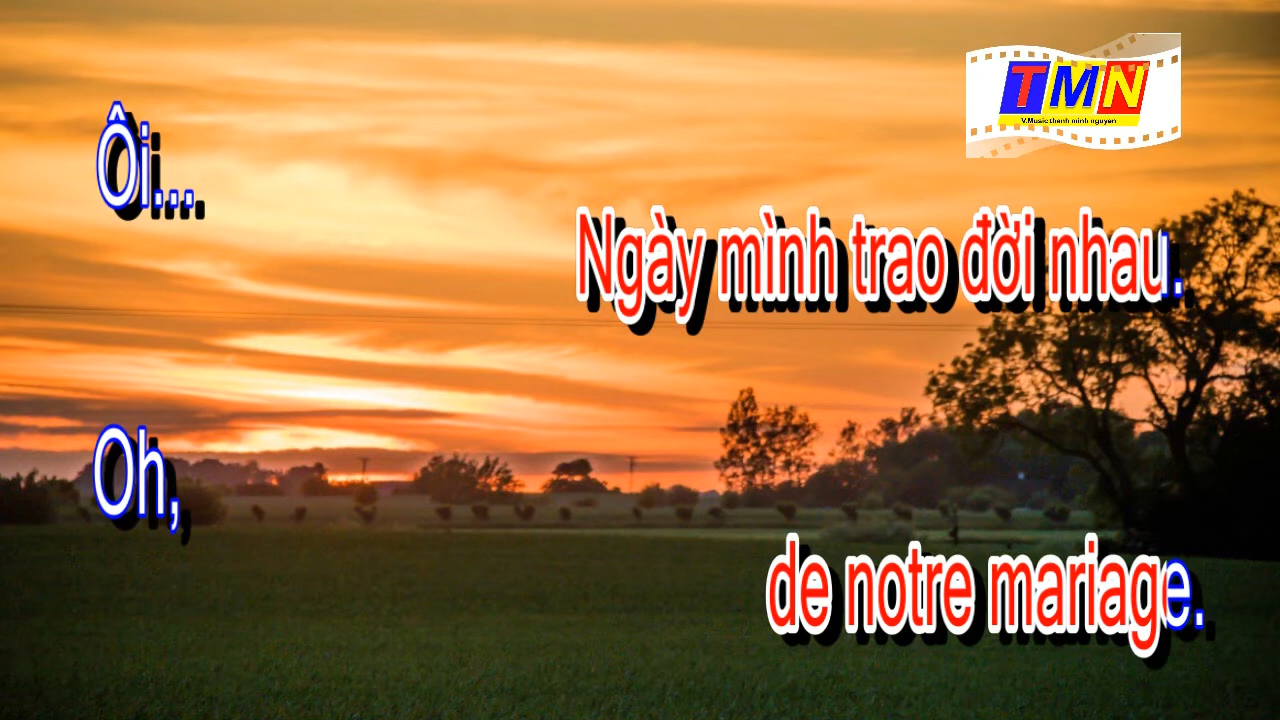 TMN
V.Music thanh minh nguyen
Ôi...
Ngày mình trao đời nhau.
Oh,
de notre mariage.